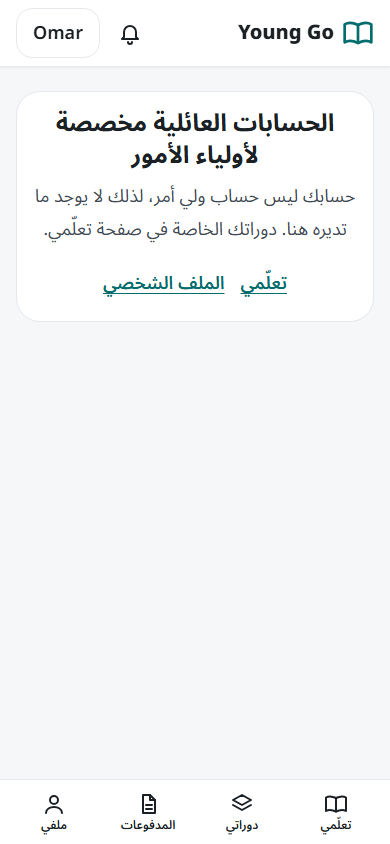 Young Go
Omar
الحسابات العائلية مخصصة
لأولياء الأمور
حسابك ليس حساب ولي أمر، لذلك لا يوجد ما
تديره هنا. دوراتك الخاصة في صفحة تعلّمي.
تعلّمي الملف الشخصي
تعلّمي
دوراتي
المدفوعات
ملفي